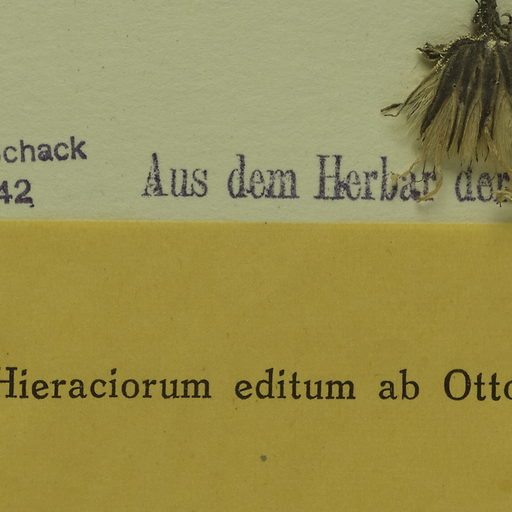 chack
42
Aus dem Herbar der
Hieraciorum editum ab Otto